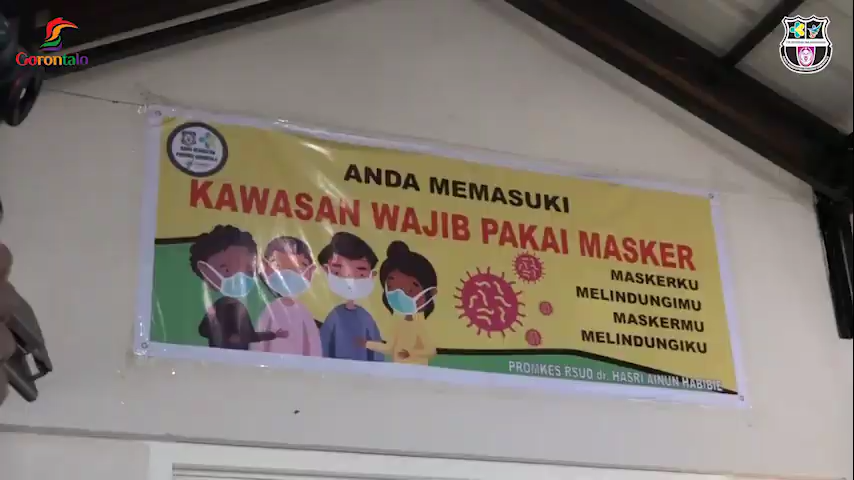 Gorontalo
ANDA MEMASUKI
KAWASAN WAJIB PAKAI MASKER
MASKERKU
MELINDUNGIMU
MASKERMU
MELINDUNGIKU
PROMKES RSUD dr. HASRI AINUN HABIBIE